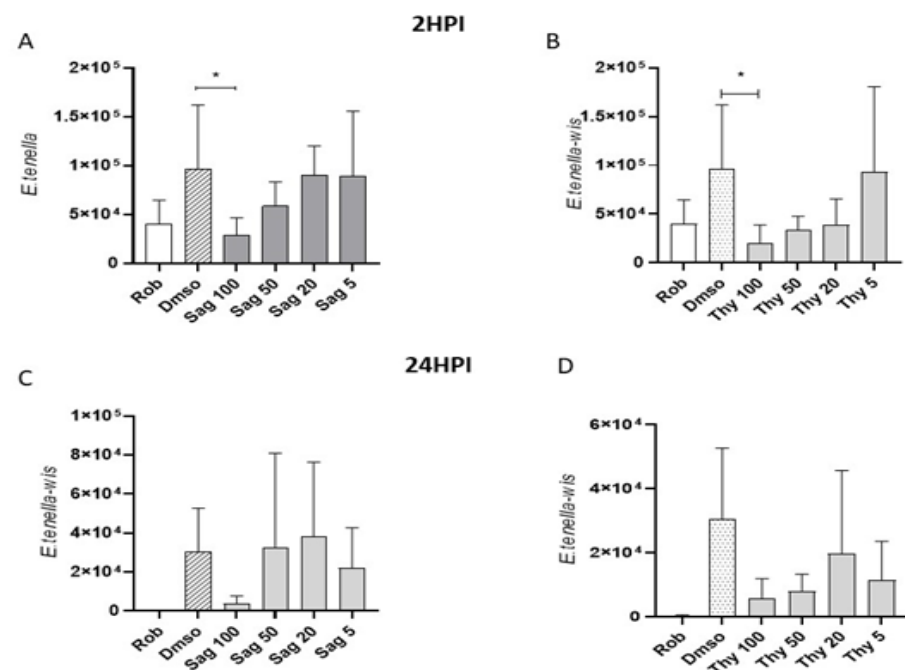 2HPI
A
B
*
*
2×10⁵
1.5×10⁵
1×10⁵
5×10⁴
0
E.tenella
Rob
Dmso
Sag 100
Sag 50
Sag 20
Sag 5
2×10⁵
1.5×10⁵
1×10⁵
5×10⁴
0
E.tenella-wis
Rob
Dmso
Thy 100
Thy 50
Thy 20
Thy 5
24HPI
C
D
1×10⁵
8×10⁴
6×10⁴
4×10⁴
2×10⁴
0
E.tenella-wis
Rob
Dmso
Sag 100
Sag 50
Sag 20
Sag 5
6×10⁴
4×10⁴
2×10⁴
0
E.tenella-wis
Rob
Dmso
Thy 100
Thy 50
Thy 20
Thy 5